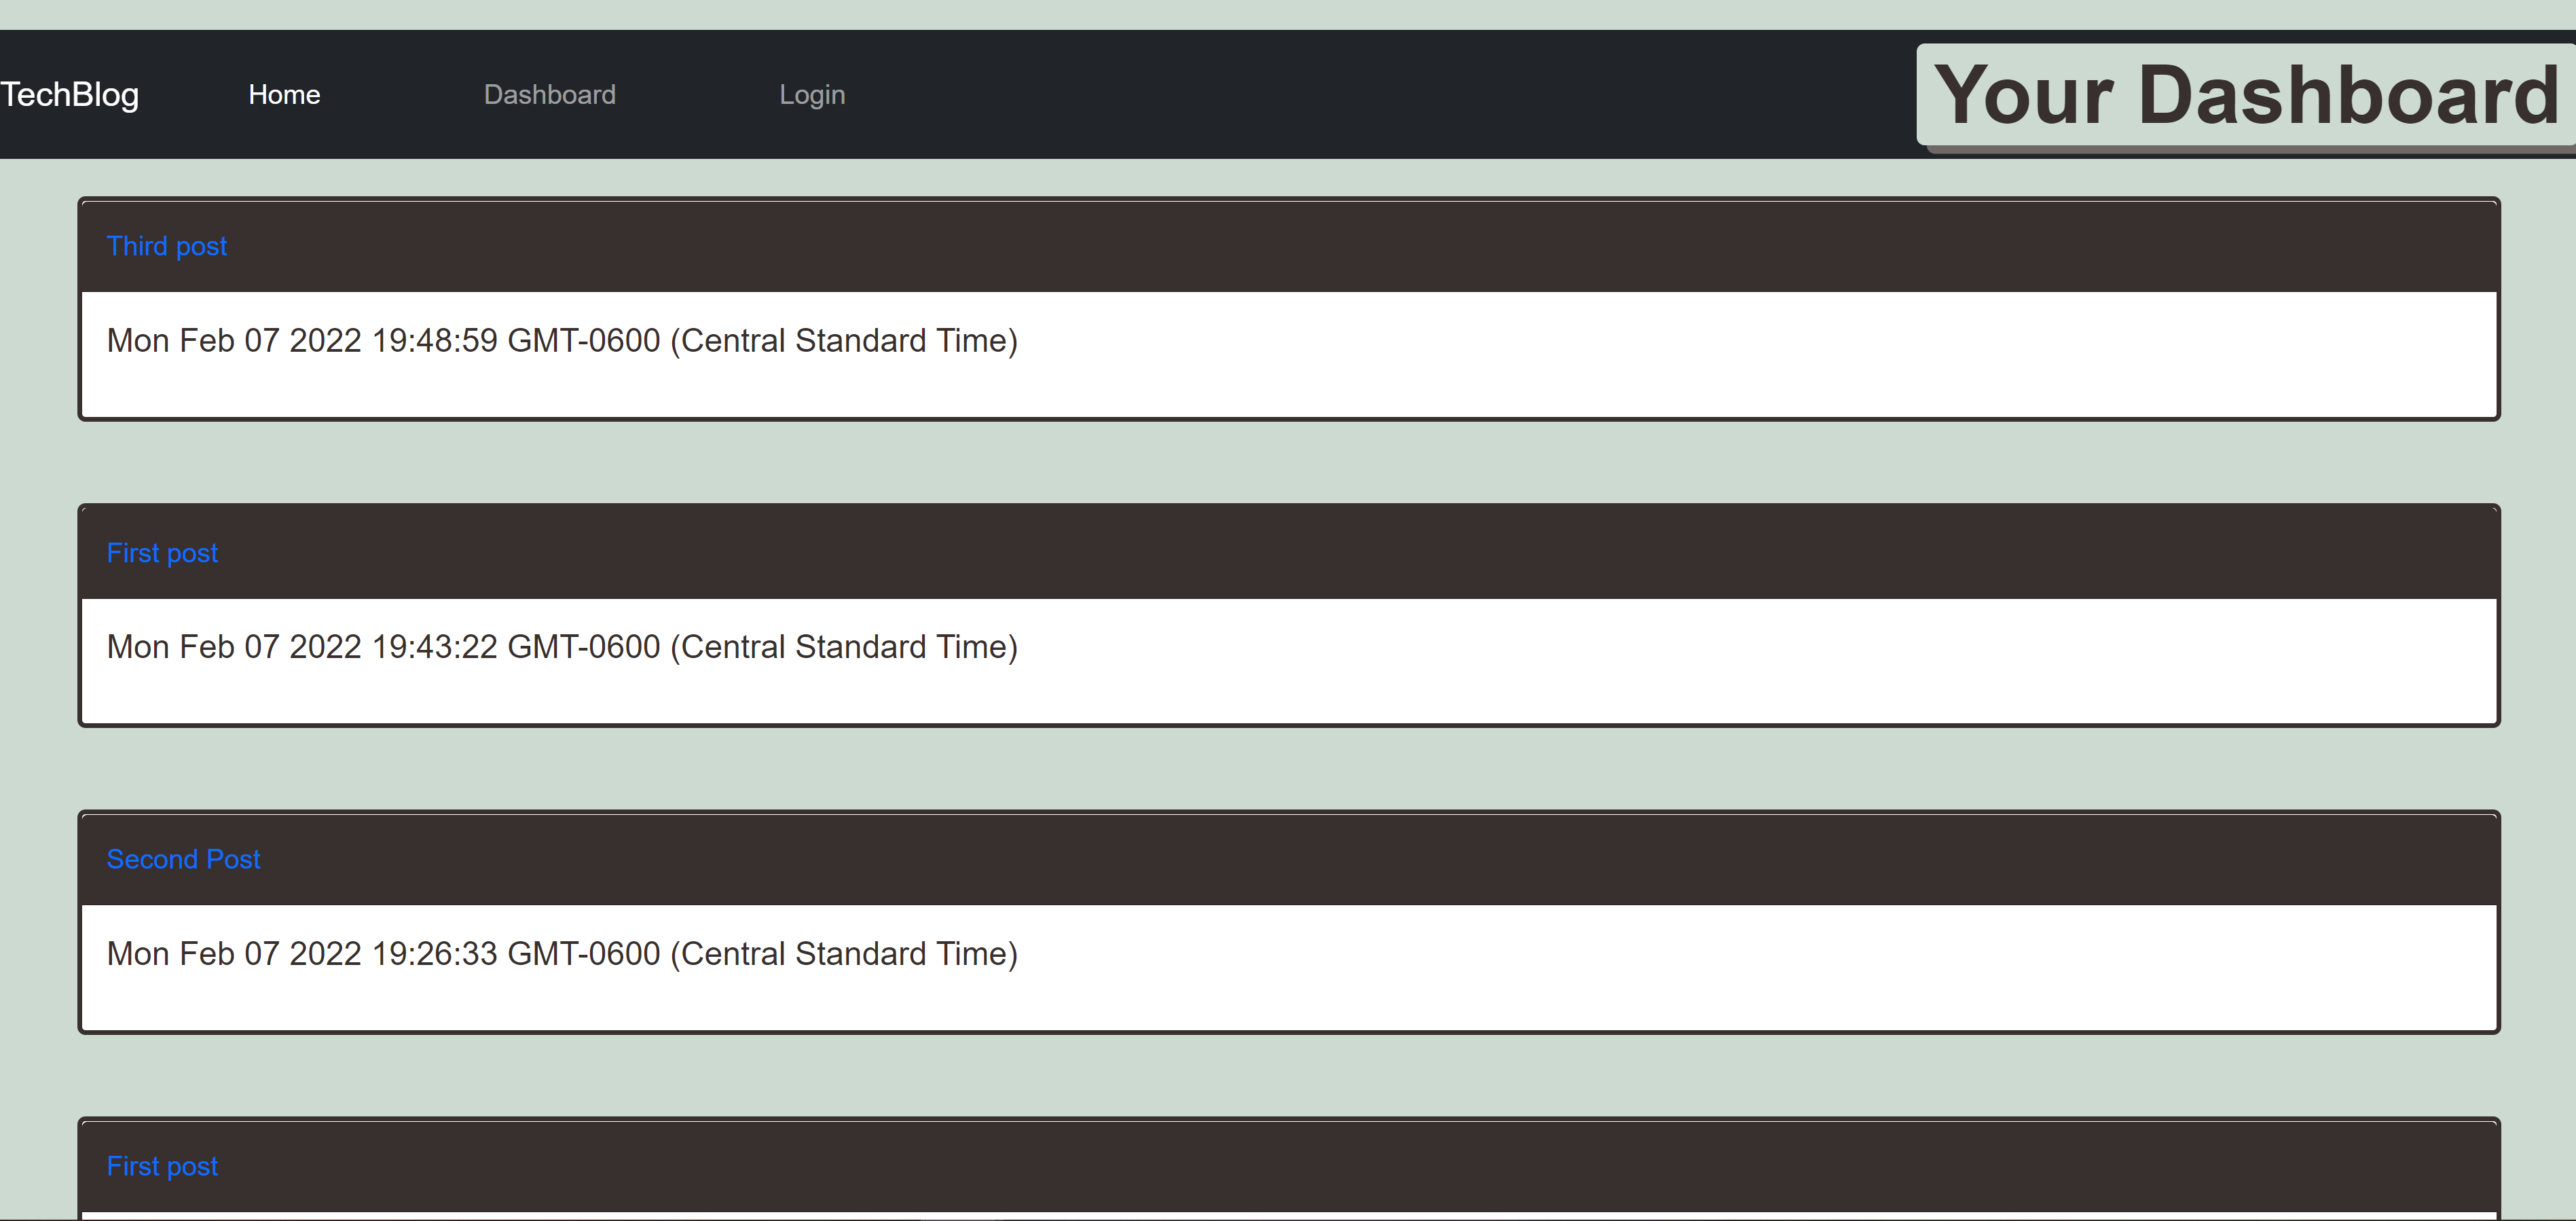 TechBlog Home Dashboard Login Your Dashboard
Third post
Mon Feb 07 2022 19:48:59 GMT-0600 (Central Standard Time)
First post
Mon Feb 07 2022 19:43:22 GMT-0600 (Central Standard Time)
Second Post
Mon Feb 07 2022 19:26:33 GMT-0600 (Central Standard Time)
First post